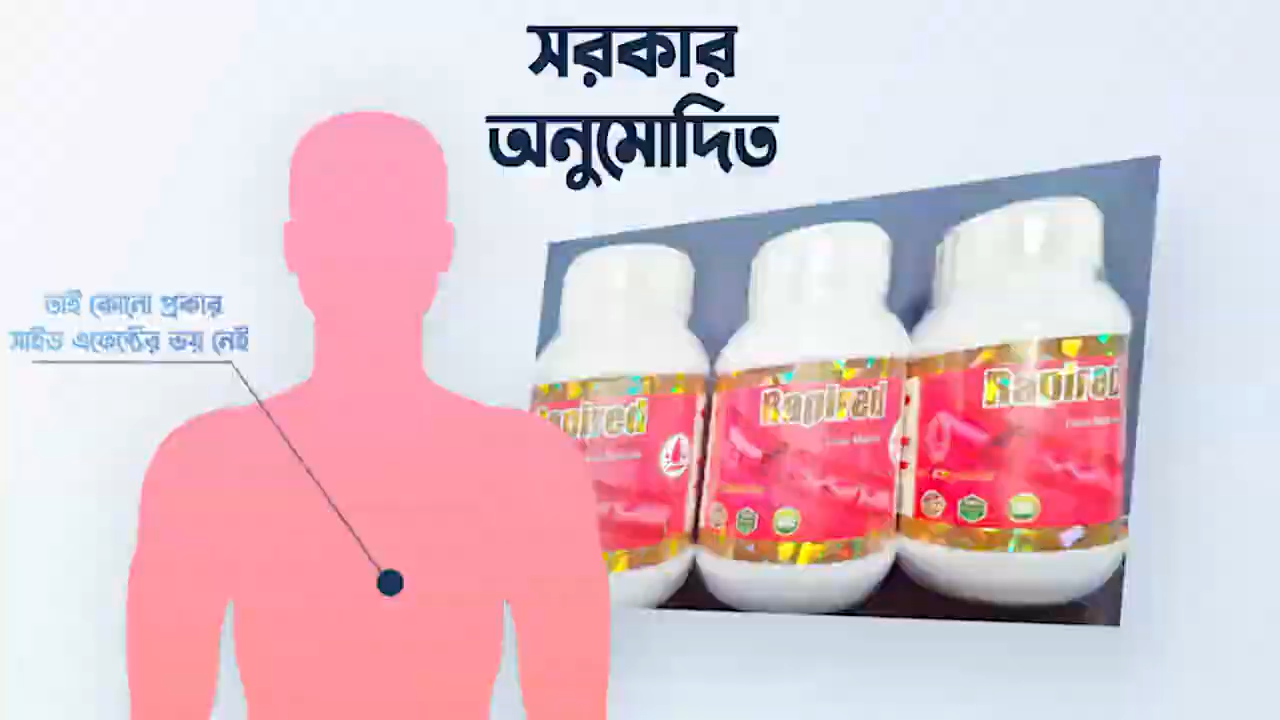 সরকার
অনুমোদিত
তাই কোনো প্রকার
সাইড এফেক্টের ভয় নেই
Rapired
Rapired